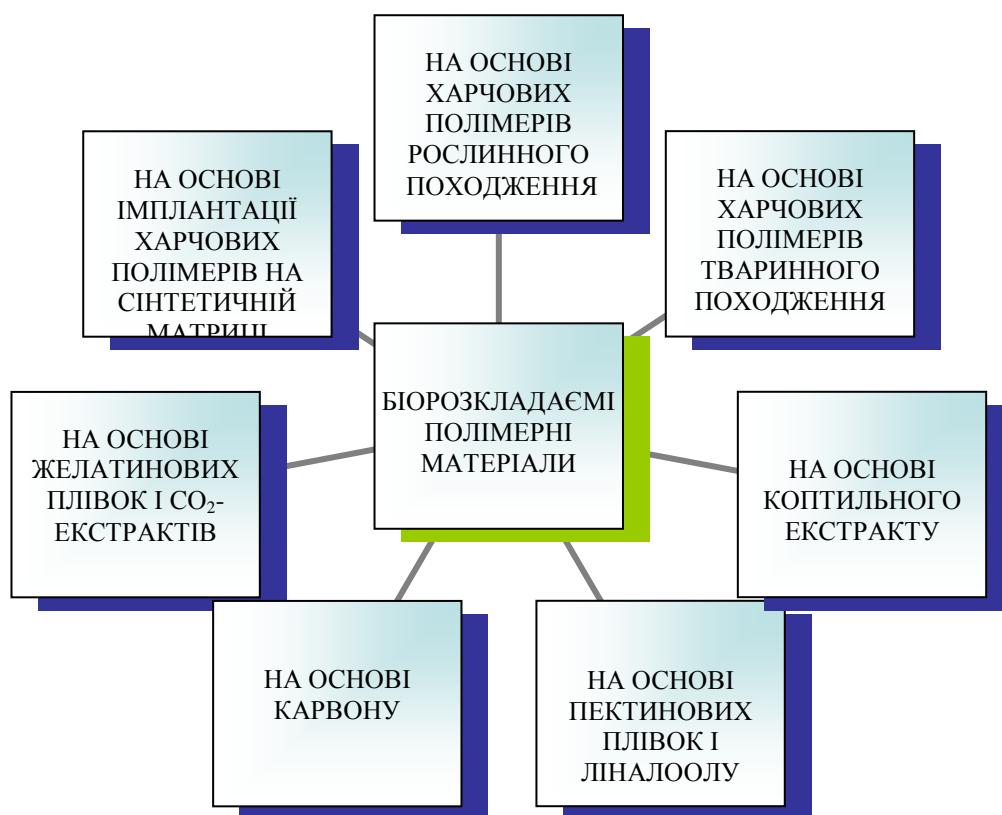 НА ОСНОВІ
ХАРЧОВИХ
ПОЛІМЕРІВ
РОСЛИННОГО
ПОХОДЖЕННЯ
НА ОСНОВІ
ІМПЛАНТАЦІЇ
ХАРЧОВИХ
ПОЛІМЕРІВ НА
СІНТЕТИЧНІЙ
МАТРИЦІ
НА ОСНОВІ
ХАРЧОВИХ
ПОЛІМЕРІВ
ТВАРИННОГО
ПОХОДЖЕННЯ
БІОРОЗКЛАДАЄМІ
ПОЛІМЕРНІ
МАТЕРІАЛИ
НА ОСНОВІ
ЖЕЛАТИНОВИХ
ПЛІВОК І СО₂-
ЕКСТРАКТІВ
НА ОСНОВІ
КОПТИЛЬНОГО
ЕКСТРАКТУ
НА ОСНОВІ
КАРВОНУ
НА ОСНОВІ
ПЕКТИНОВИХ
ПЛІВОК І
ЛІНАЛООЛУ